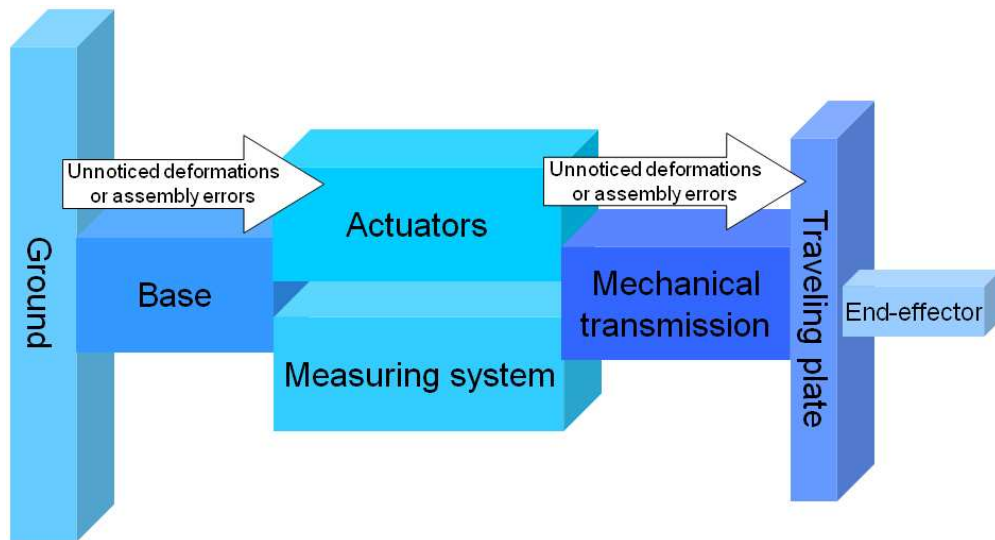 Unnoticed deformations
or assembly errors
Unnoticed deformations
or assembly errors
Ground
Base
Actuators
Measuring system
Mechanical
transmission
Traveling plate
End-effector